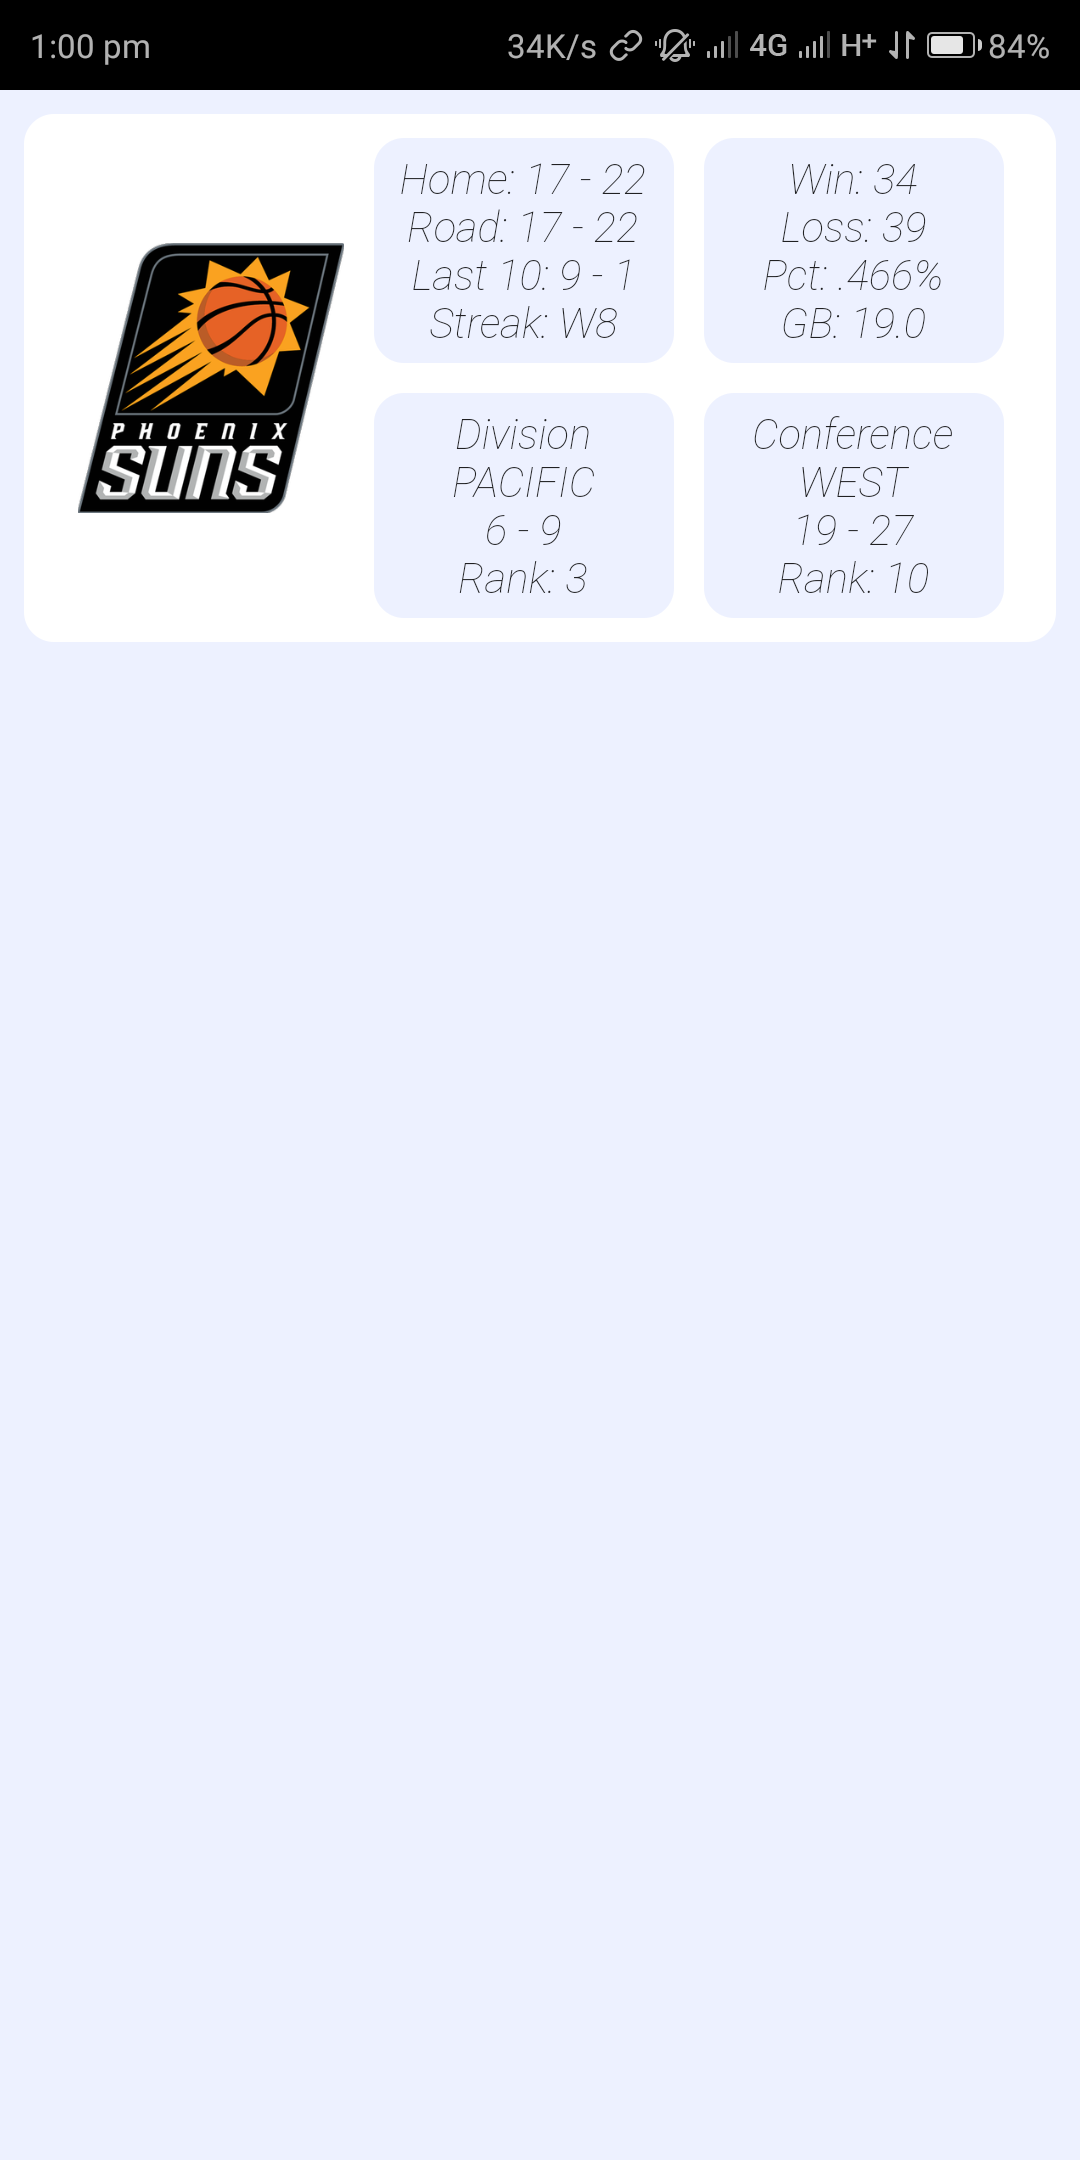 1:00 pm
34K/s 4G H+ 84%
PHOENIX
SUNS
Home: 17 - 22
Road: 17 - 22
Last 10: 9 - 1
Streak: W8
Win: 34
Loss: 39
Pct: .466%
GB: 19.0
Division
PACIFIC
6 - 9
Rank: 3
Conference
WEST
19 - 27
Rank: 10